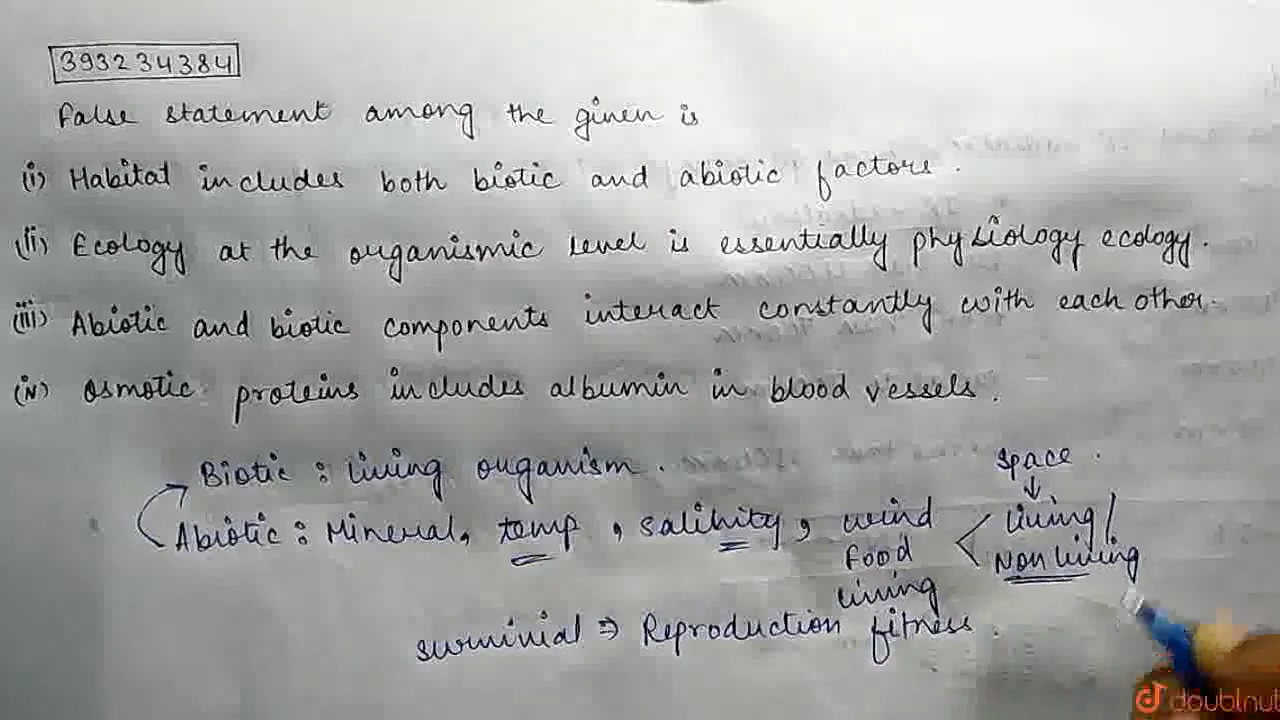 393234384
False statement among the given is
(i) Habitat includes both biotic and abiotic factors.
(ii) Ecology at the organismic level is essentially physiology ecology.
(iii) Abiotic and biotic components interact constantly with each other.
(iv) Osmotic proteins includes albumin in blood vessels.
Biotic : living organism.
space.
Abiotic : Mineral, temp, salinity, wind
living/
food
Non living
living
survinial ⇒ Reproduction fitness.
doubtnut